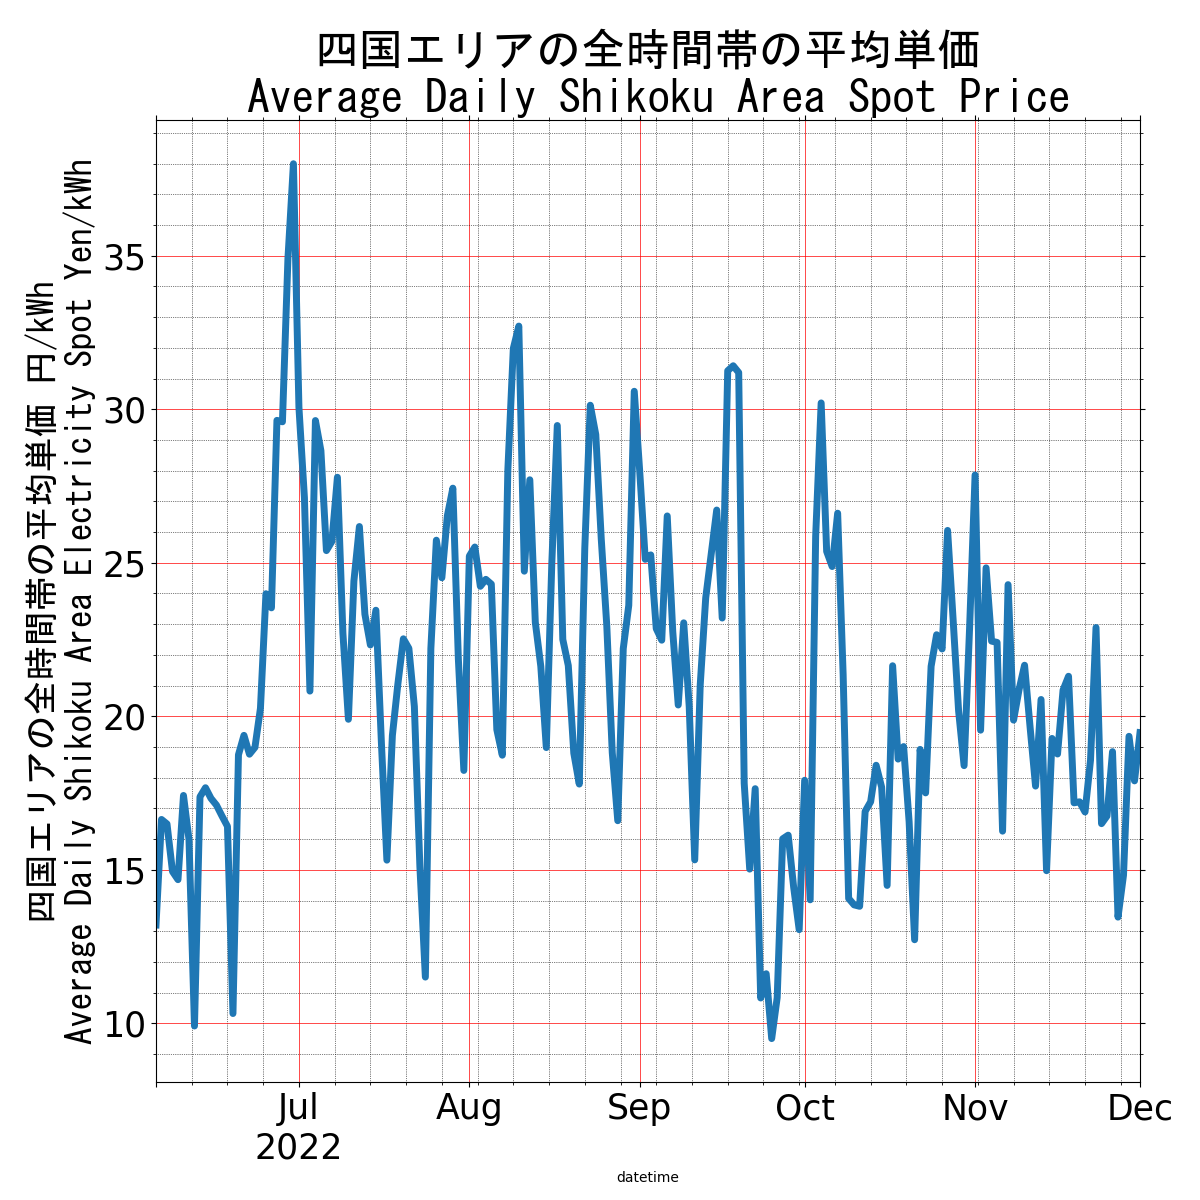 四国エリアの全時間帯の平均単価
Average Daily Shikoku Area Spot Price
四国エリアの全時間帯の平均単価 円/kWh
Average Daily Shikoku Area Electricity Spot Yen/kWh
35
30
25
20
15
10
Jul
2022
Aug
Sep
Oct
Nov
Dec
datetime